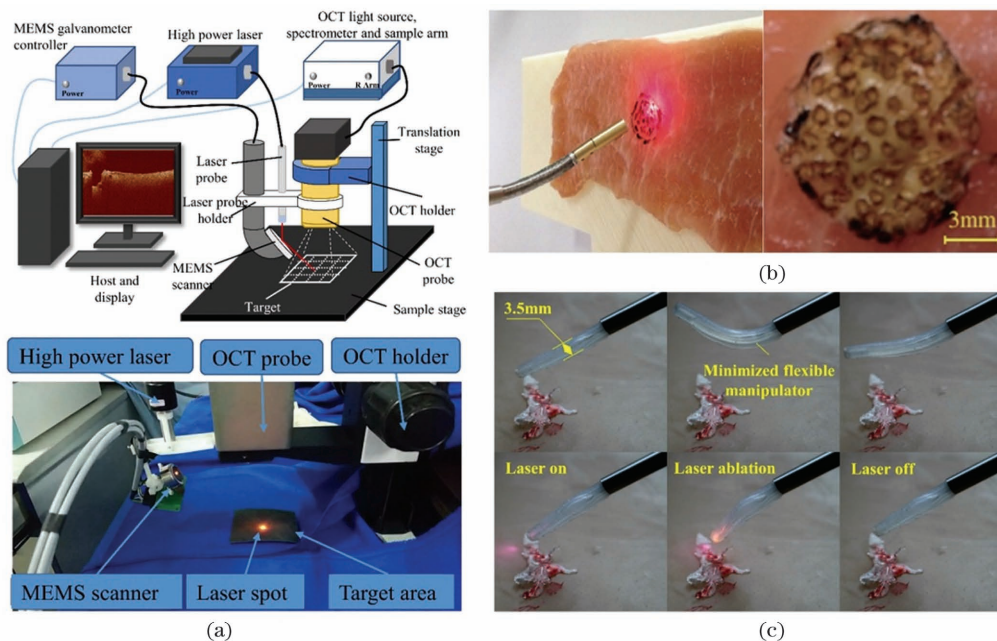 MEMS galvanometer
controller
High power laser
OCT light source,
spectrometer and sample arm
Power
Power
Power
R Arm
Translation
stage
Laser
probe
Laser probe
holder
OCT holder
MEMS
scanner
OCT
probe
Host and
display
Target
Sample stage
High power laser
OCT probe
OCT holder
MEMS scanner
Laser spot
Target area
(a)
3mm
(b)
3.5mm
Minimized flexible
manipulator
Laser on
Laser ablation
Laser off
(c)